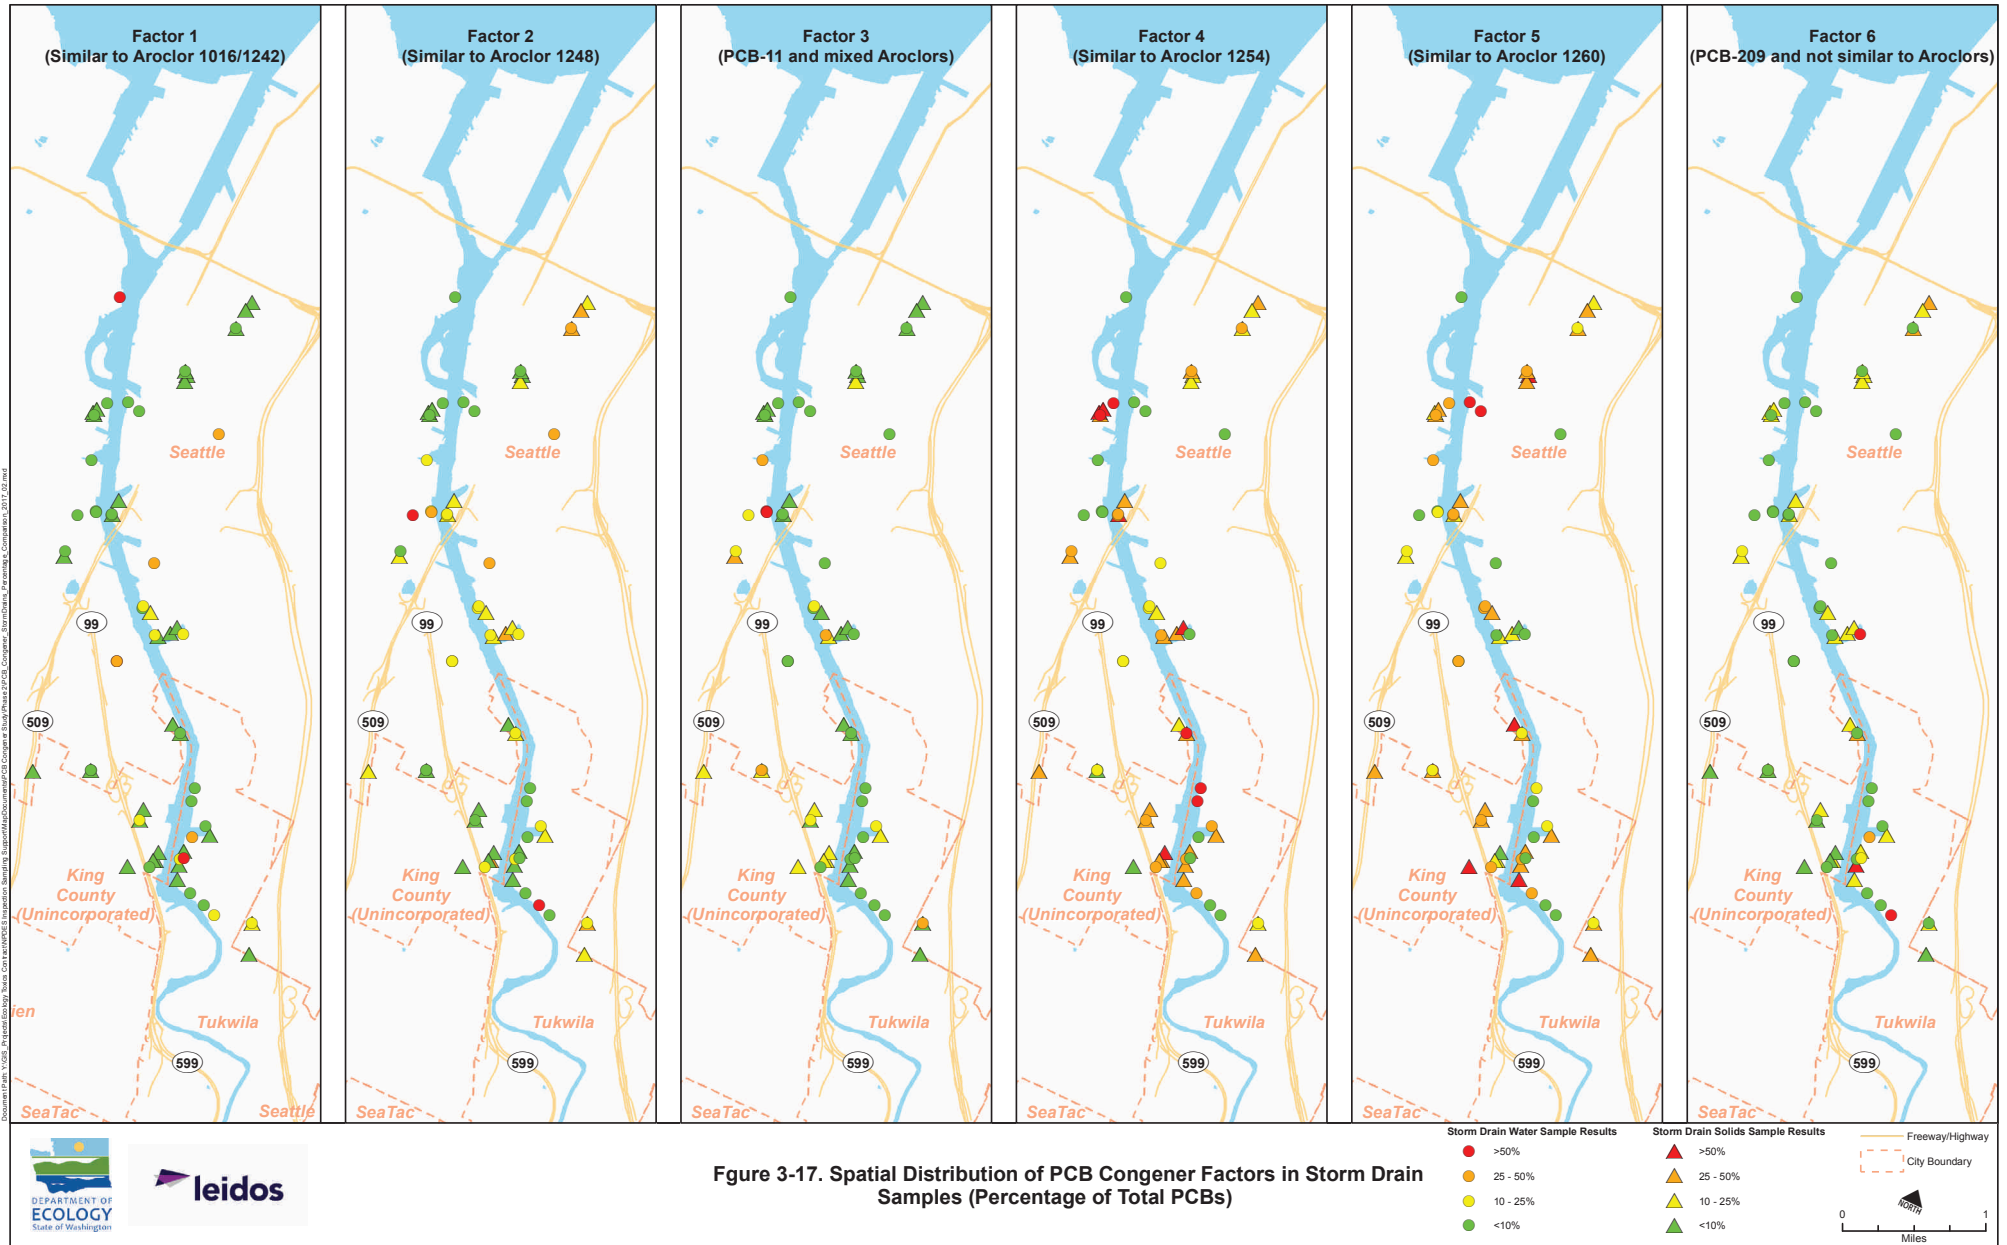 Factor 1
(Similar to Aroclor 1016/1242)
Seattle
99
509
King
County
(Unincorporated)
ien
Tukwila
599
SeaTac
Seattle
Factor 2
(Similar to Aroclor 1248)
Seattle
99
509
King
County
(Unincorporated)
Tukwila
599
SeaTac
Factor 3
(PCB-11 and mixed Aroclors)
Seattle
99
509
King
County
(Unincorporated)
Tukwila
599
SeaTac
Factor 4
(Similar to Aroclor 1254)
Seattle
99
509
King
County
(Unincorporated)
Tukwila
599
SeaTac
Factor 5
(Similar to Aroclor 1260)
Seattle
99
509
King
County
(Unincorporated)
Tukwila
599
SeaTac
Factor 6
(PCB-209 and not similar to Aroclors)
Seattle
99
509
King
County
(Unincorporated)
Tukwila
599
SeaTac
DEPARTMENT OF
ECOLOGY
State of Washington
leidos
Fgure 3-17. Spatial Distribution of PCB Congener Factors in Storm Drain
Samples (Percentage of Total PCBs)
Storm Drain Water Sample Results
>50%
25 - 50%
10 - 25%
<10%
Storm Drain Solids Sample Results
>50%
25 - 50%
10 - 25%
<10%
Freeway/Highway
City Boundary
NORTH
0 1
Miles